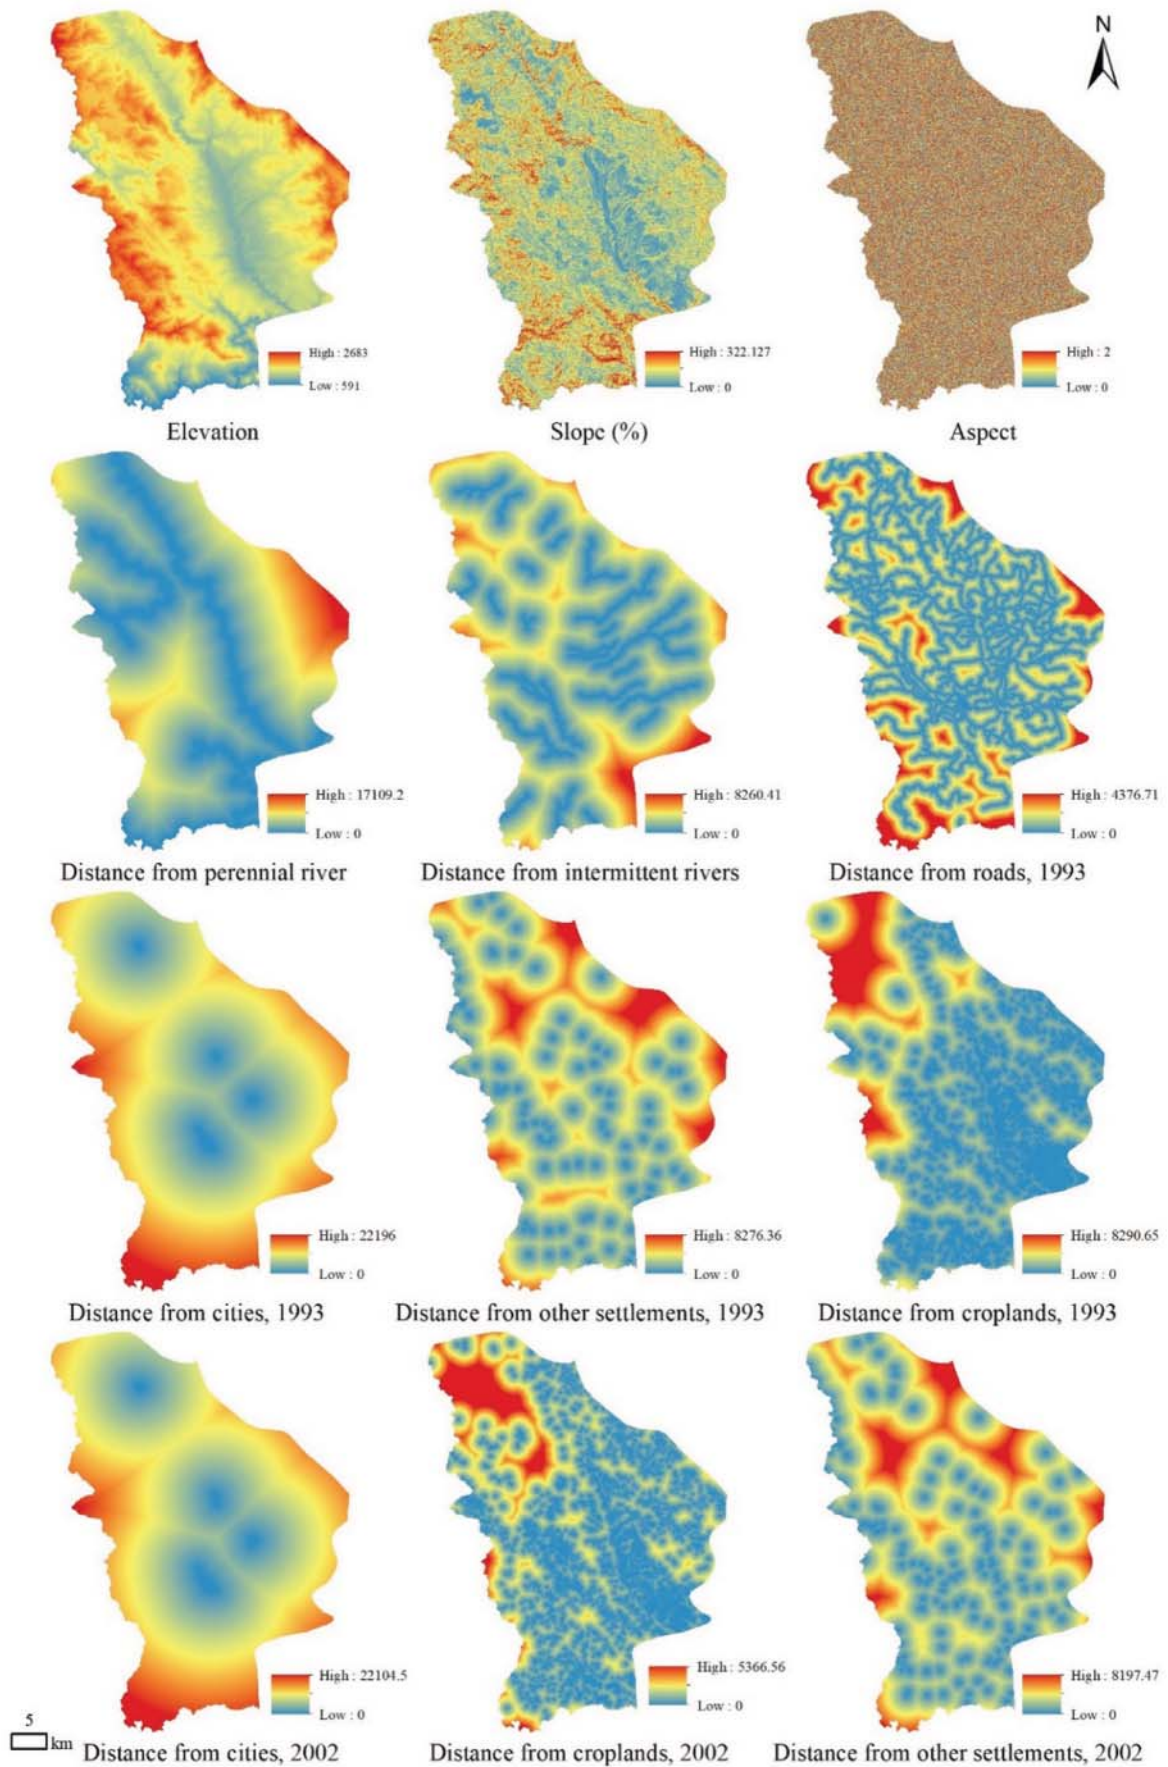 N
High : 2683
Low : 591
Elevation
High : 322.127
Low : 0
Slope (%)
High : 2
Low : 0
Aspect
High : 17109.2
Low : 0
Distance from perennial river
High : 8260.41
Low : 0
Distance from intermittent rivers
High : 4376.71
Low : 0
Distance from roads, 1993
High : 22196
Low : 0
Distance from cities, 1993
High : 8276.36
Low : 0
Distance from other settlements, 1993
High : 8290.65
Low : 0
Distance from croplands, 1993
High : 22104.5
Low : 0
5
km
Distance from cities, 2002
High : 5366.56
Low : 0
Distance from croplands, 2002
High : 8197.47
Low : 0
Distance from other settlements, 2002